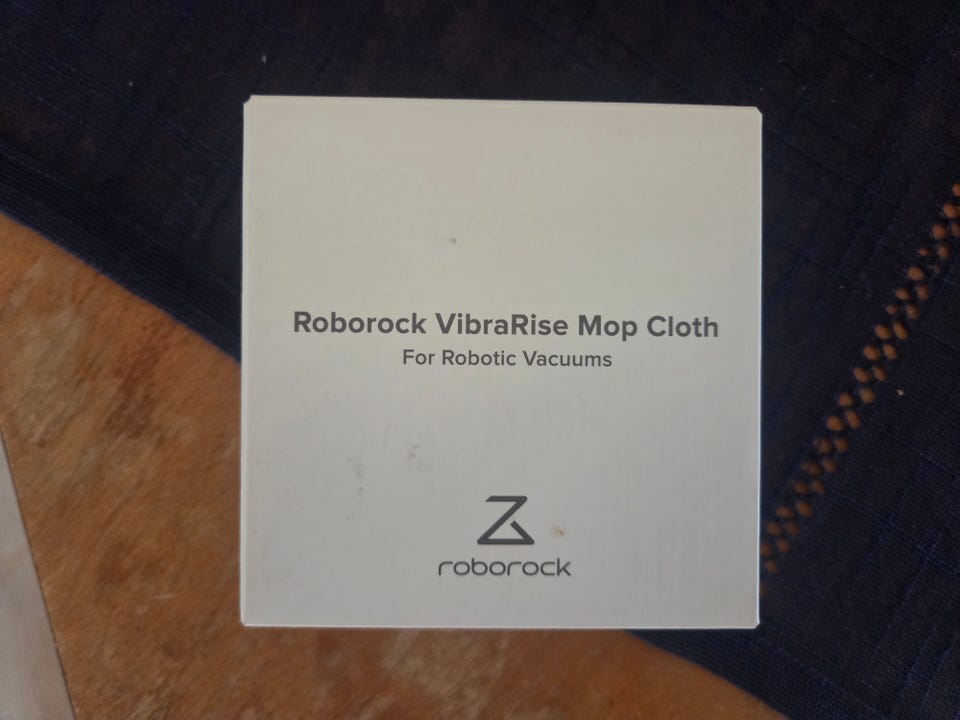 Roborock VibraRise Mop Cloth
For Robotic Vacuums
roborock